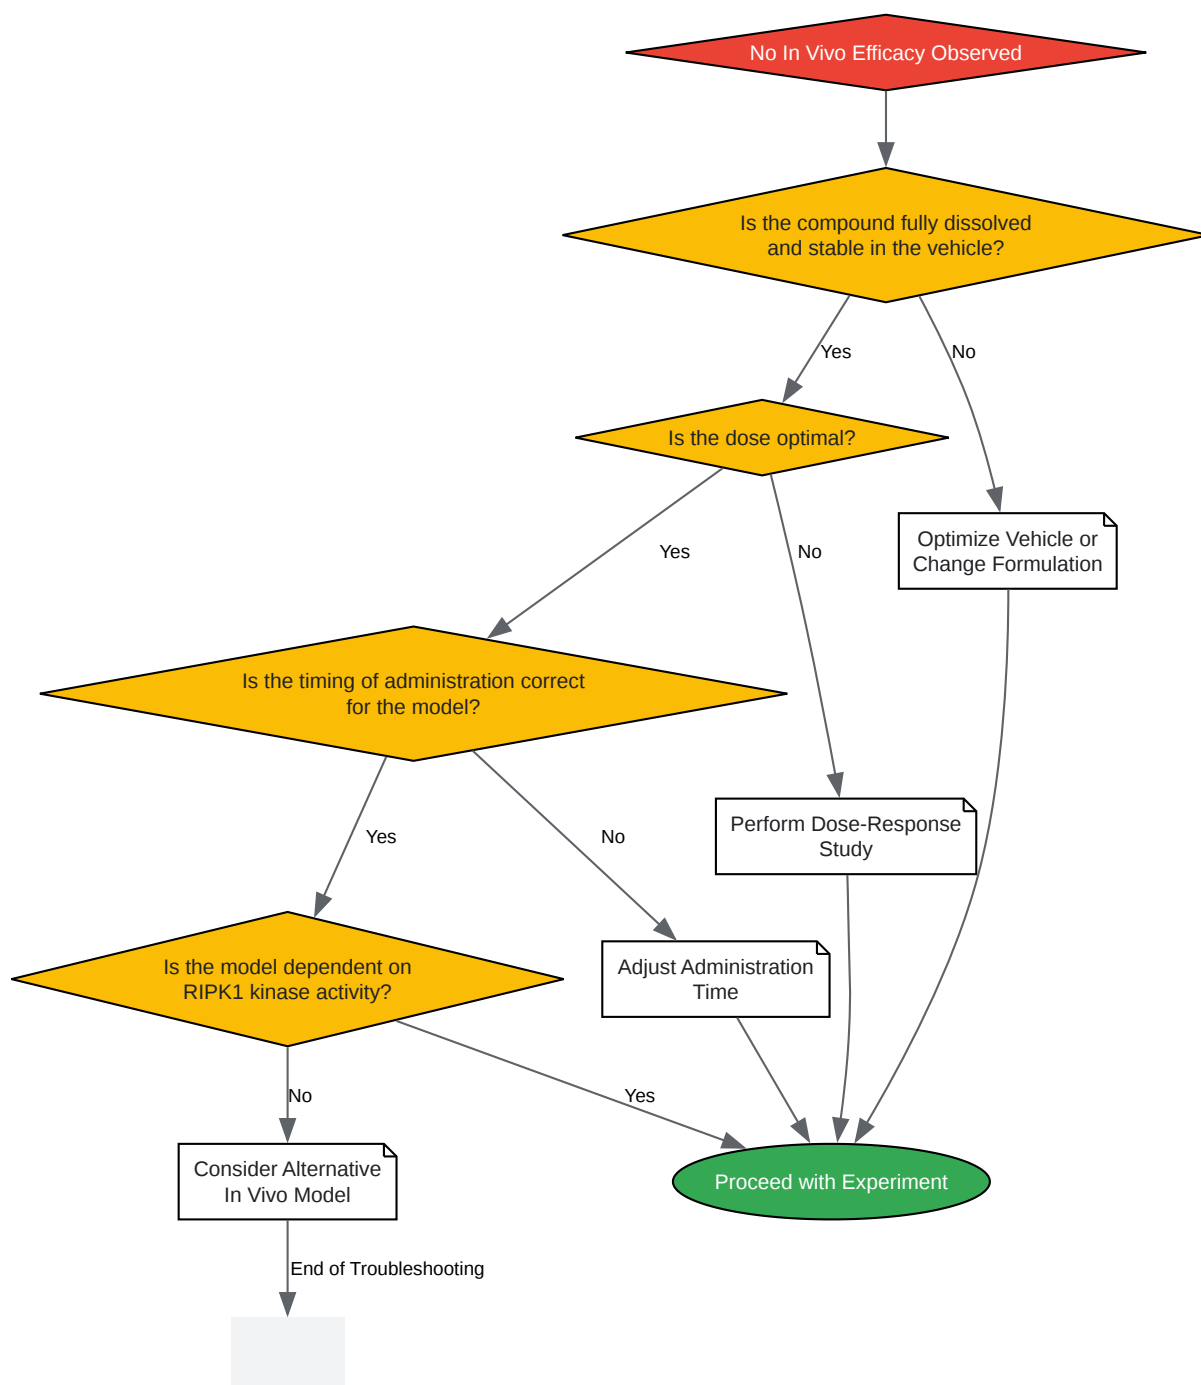 No In Vivo Efficacy Observed
Is the compound fully dissolved
and stable in the vehicle?
Yes
No
Is the dose optimal?
Optimize Vehicle or
Change Formulation
Yes
No
Is the timing of administration correct
for the model?
Perform Dose-Response
Study
Yes
No
Is the model dependent on
RIPK1 kinase activity?
Adjust Administration
Time
No
Yes
Consider Alternative
In Vivo Model
Proceed with Experiment
End of Troubleshooting